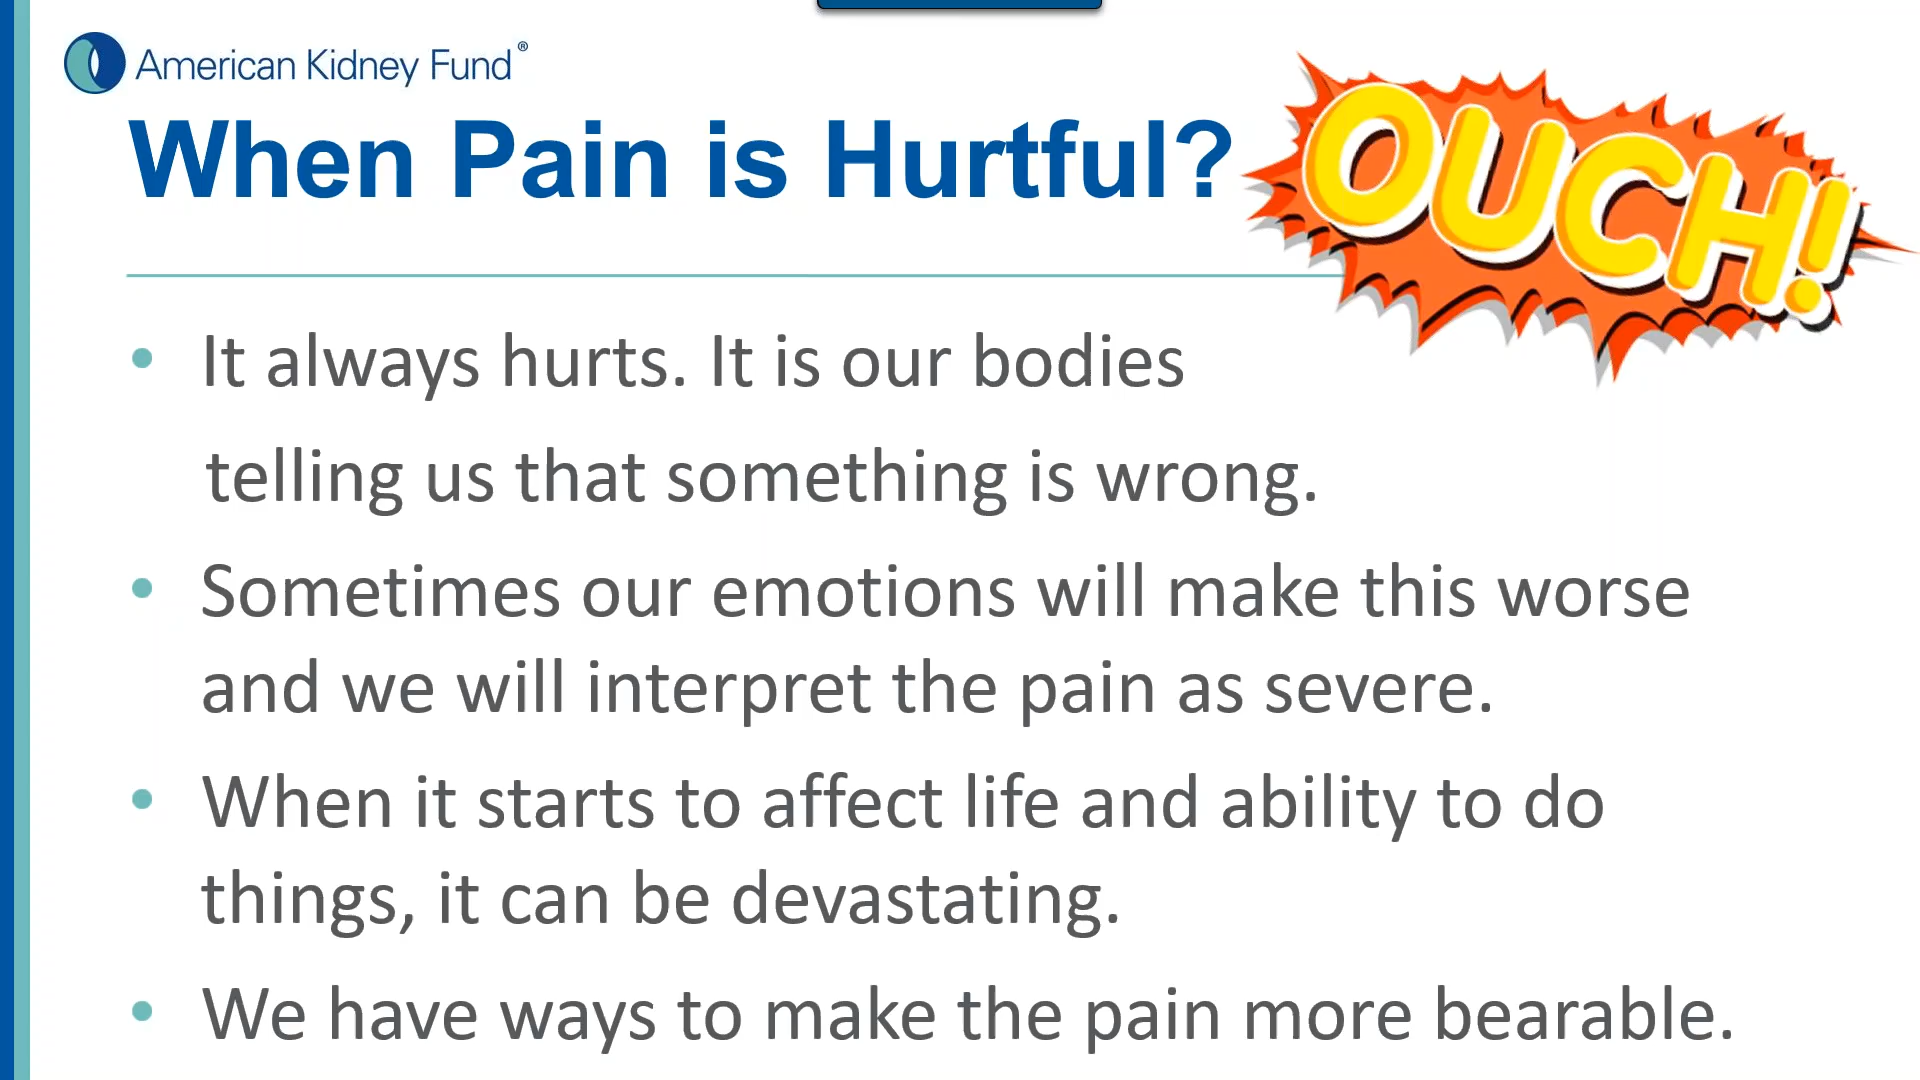 American Kidney Fund®
When Pain is Hurtful?
OUCH!
• It always hurts. It is our bodies
telling us that something is wrong.
• Sometimes our emotions will make this worse
and we will interpret the pain as severe.
• When it starts to affect life and ability to do
things, it can be devastating.
• We have ways to make the pain more bearable.